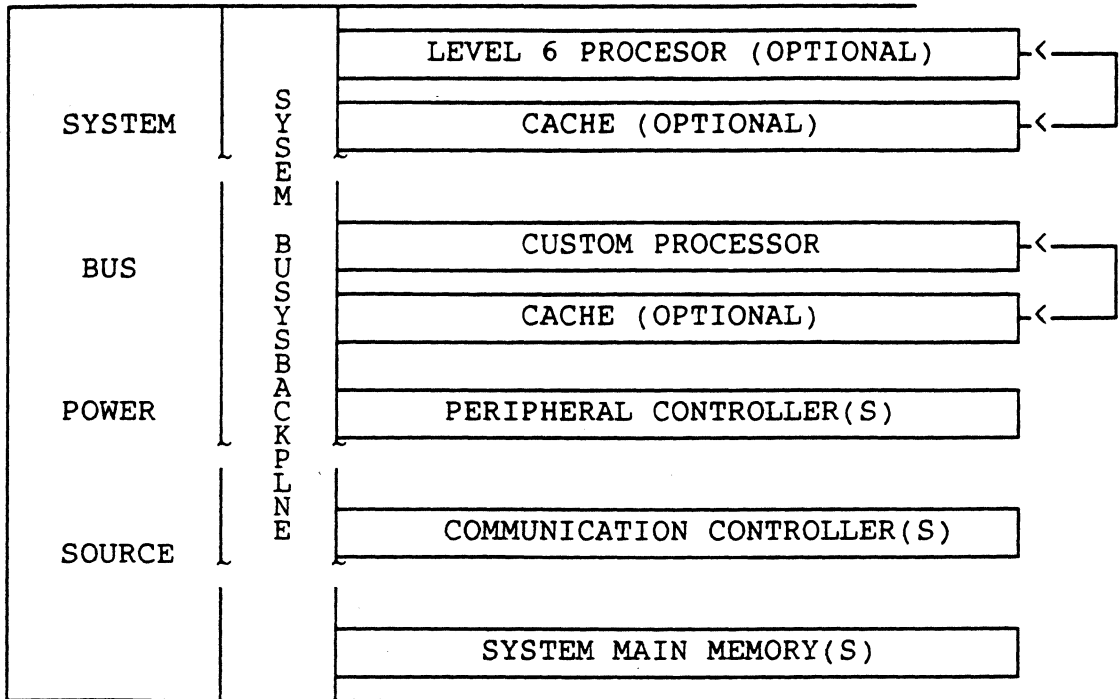 LEVEL 6 PROCESOR (OPTIONAL)
CACHE (OPTIONAL)
CUSTOM PROCESSOR
CACHE (OPTIONAL)
PERIPHERAL CONTROLLER(S)
COMMUNICATION CONTROLLER(S)
SYSTEM MAIN MEMORY(S)
SYSEM BUSYSBACKPLNE
SYSTEM
BUS
POWER
SOURCE